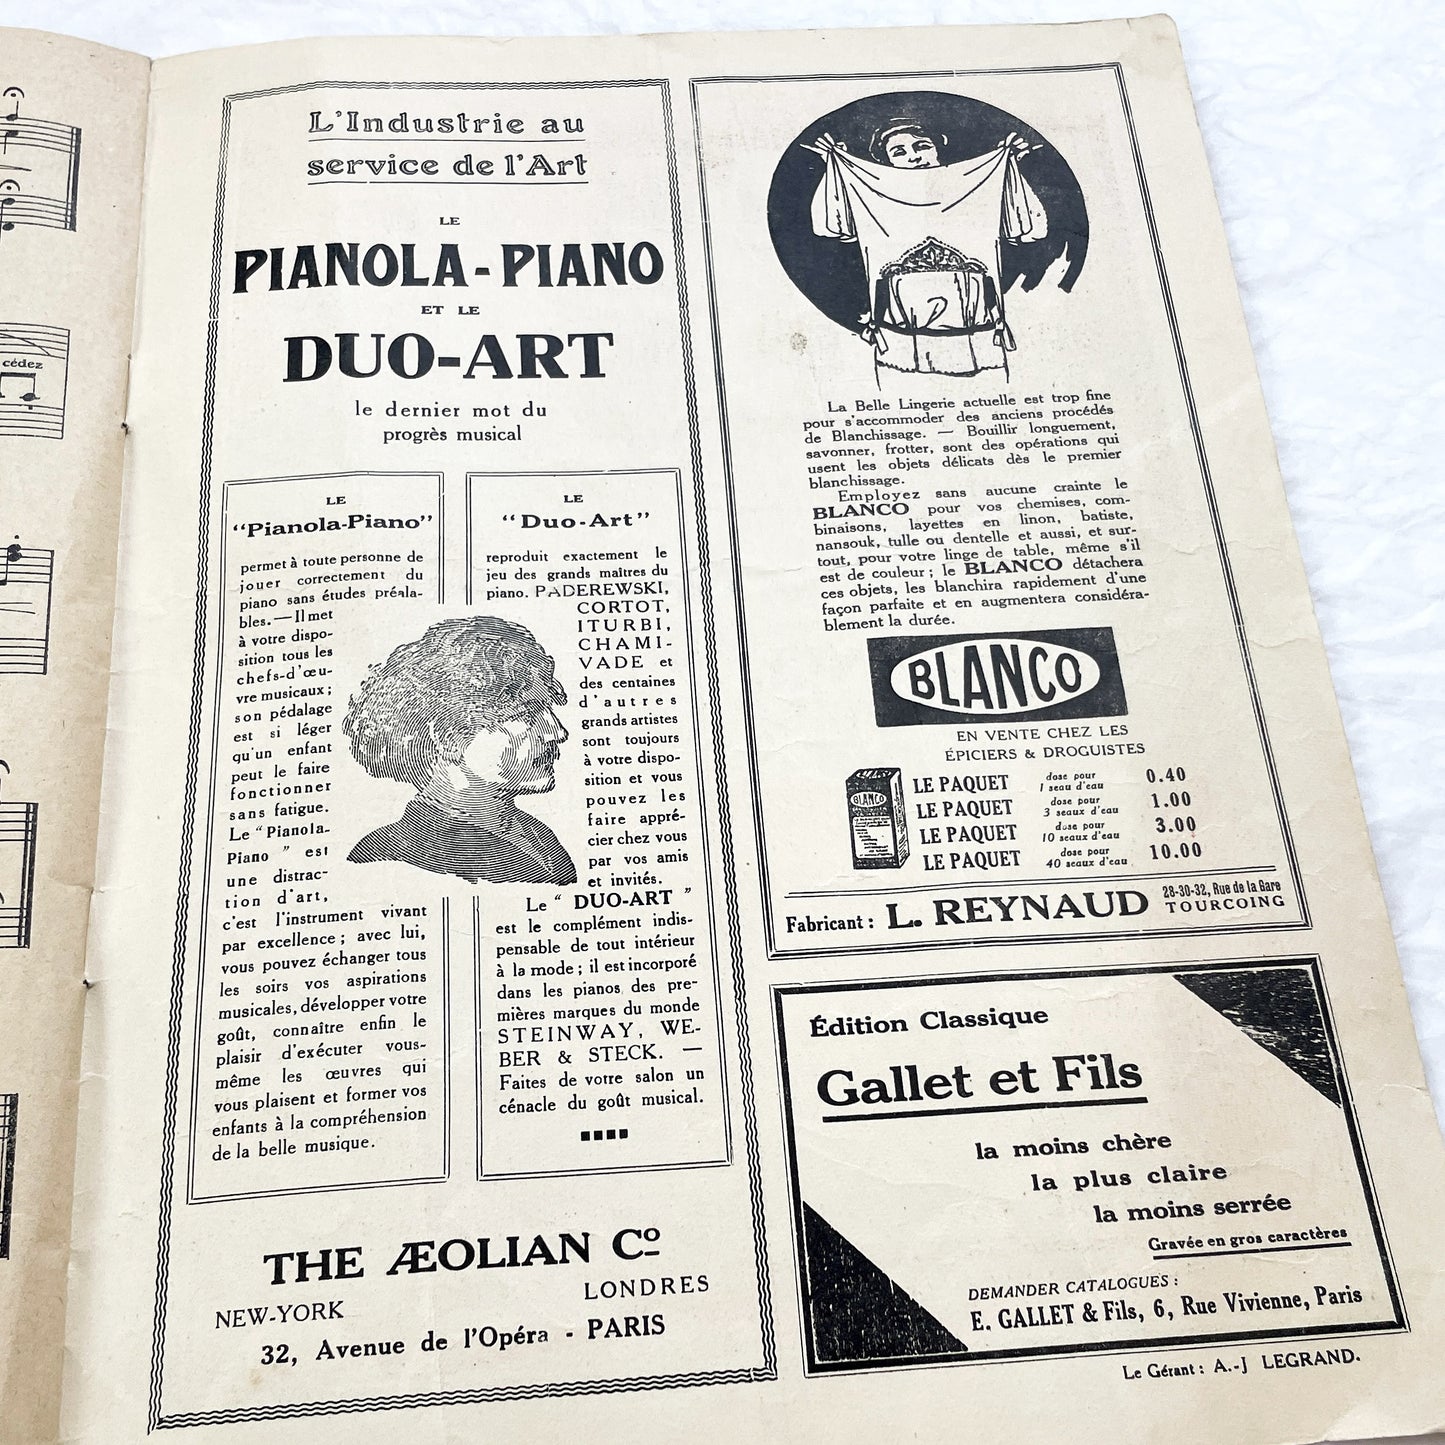 cédez
L'Industrie au
service de l'Art
LE
PIANOLA-PIANO
ET LE
DUO-ART
le dernier mot du
progrès musical
LE
"Pianola-Piano"
permet à toute personne de
jouer correctement du
piano sans études préala-
bles. — Il met
à votre dispo-
sition tous les
chefs-d'œu-
vre musicaux ;
son pédalage
est si léger
qu'un enfant
peut le faire
fonctionner
sans fatigue.
Le "Pianola-
Piano" est
une distrac-
tion d'art,
c'est l'instrument vivant
par excellence ; avec lui,
vous pouvez échanger tous
les soirs vos aspirations
musicales, développer votre
goût, connaître enfin le
plaisir d'exécuter vous-
même les œuvres qui
vous plaisent et former vos
enfants à la compréhension
de la belle musique.
LE
"Duo-Art"
reproduit exactement le
jeu des grands maîtres du
piano. PADEREWSKI,
CORTOT,
ITURBI,
CHAMI-
VADE et
des centaines
d'autres
grands artistes
sont toujours
à votre dispo-
sition et vous
pouvez les
faire appré-
cier chez vous
par vos amis
et invités.
Le "DUO-ART"
est le complément indis-
pensable de tout intérieur
à la mode ; il est incorporé
dans les pianos des pre-
mières marques du monde
STEINWAY, WE-
BER & STECK. —
Faites de votre salon un
cénacle du goût musical.
THE ÆOLIAN Cº
NEW-YORK LONDRES
32, Avenue de l'Opéra - PARIS
La Belle Lingerie actuelle est trop fine
pour s'accommoder des anciens procédés
de Blanchissage. — Bouillir longuement,
savonner, frotter, sont des opérations qui
usent les objets délicats dès le premier
blanchissage.
Employez sans aucune crainte le
BLANCO pour vos chemises, com-
binaisons, layettes en linon, batiste,
nansouk, tulle ou dentelle et aussi, et sur-
tout, pour votre linge de table, même s'il
est de couleur ; le BLANCO détachera
ces objets, les blanchira rapidement d'une
façon parfaite et en augmentera considéra-
blement la durée.
BLANCO
EN VENTE CHEZ LES
ÉPICIERS & DROGUISTES
BLANCO
LE PAQUET dose pour 1 seau d'eau 0.40
LE PAQUET dose pour 3 seaux d'eau 1.00
LE PAQUET dose pour 10 seaux d'eau 3.00
LE PAQUET dose pour 40 seaux d'eau 10.00
Fabricant : L. REYNAUD 28-30-32, Rue de la Gare TOURCOING
Édition Classique
Gallet et Fils
la moins chère
la plus claire
la moins serrée
Gravée en gros caractères
DEMANDER CATALOGUES :
E. GALLET & Fils, 6, Rue Vivienne, Paris
Le Gérant : A.-J LEGRAND.